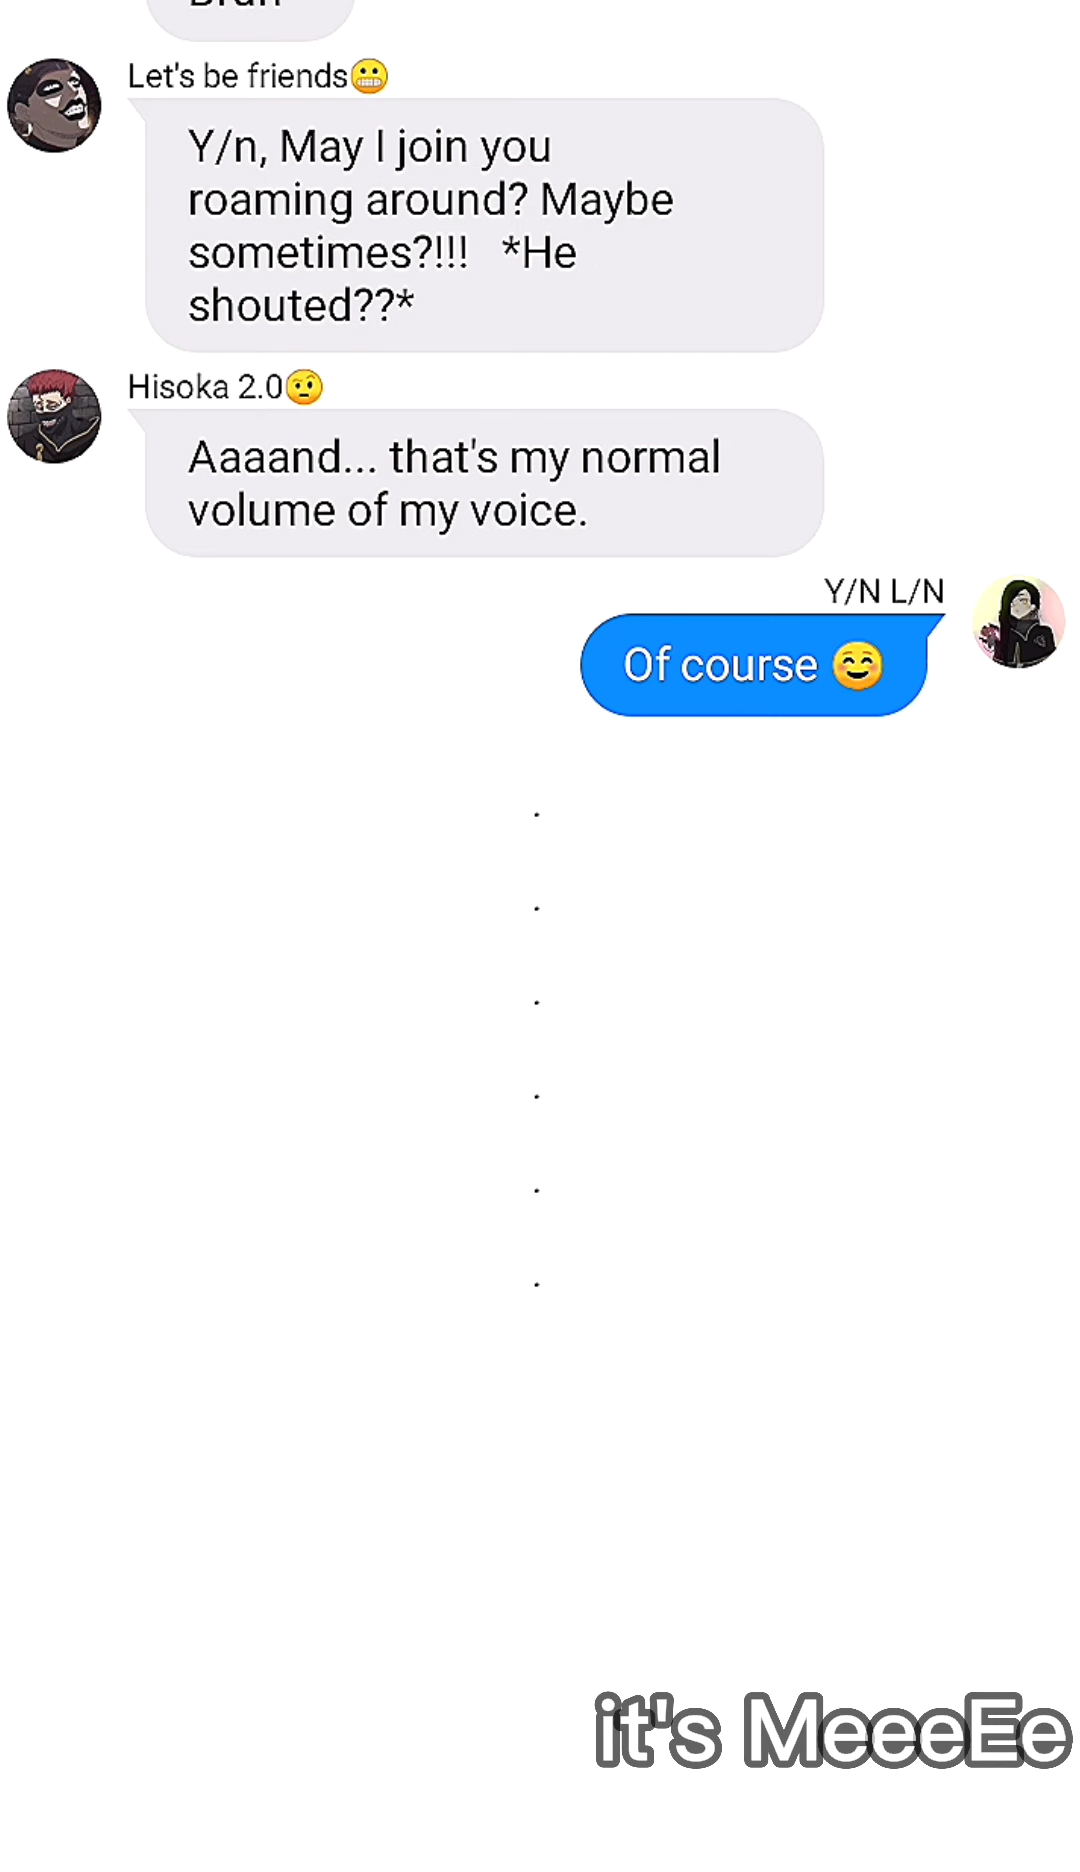 Let's be friends😬
Y/n, May I join you
roaming around? Maybe
sometimes?!!! *He
shouted??*
Hisoka 2.0🤨
Aaaand... that's my normal
volume of my voice.
Y/N L/N
Of course ☺️
.
.
.
.
.
.
it's MeeeEe